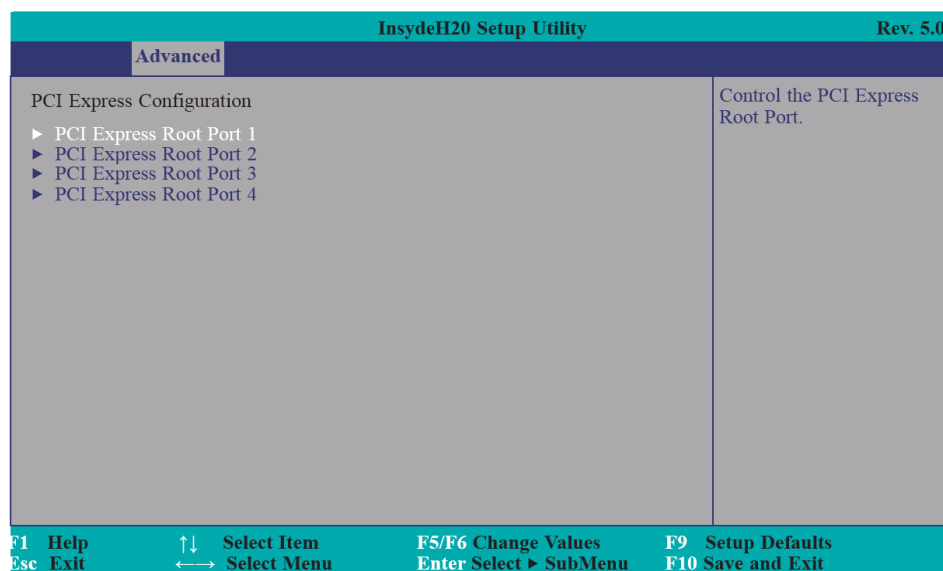 InsydeH20 Setup Utility Rev. 5.0
Advanced
PCI Express Configuration
▶ PCI Express Root Port 1
▶ PCI Express Root Port 2
▶ PCI Express Root Port 3
▶ PCI Express Root Port 4
Control the PCI Express
Root Port.
F1 Help ↑↓ Select Item F5/F6 Change Values F9 Setup Defaults
Esc Exit ←→ Select Menu Enter Select ▶ SubMenu F10 Save and Exit